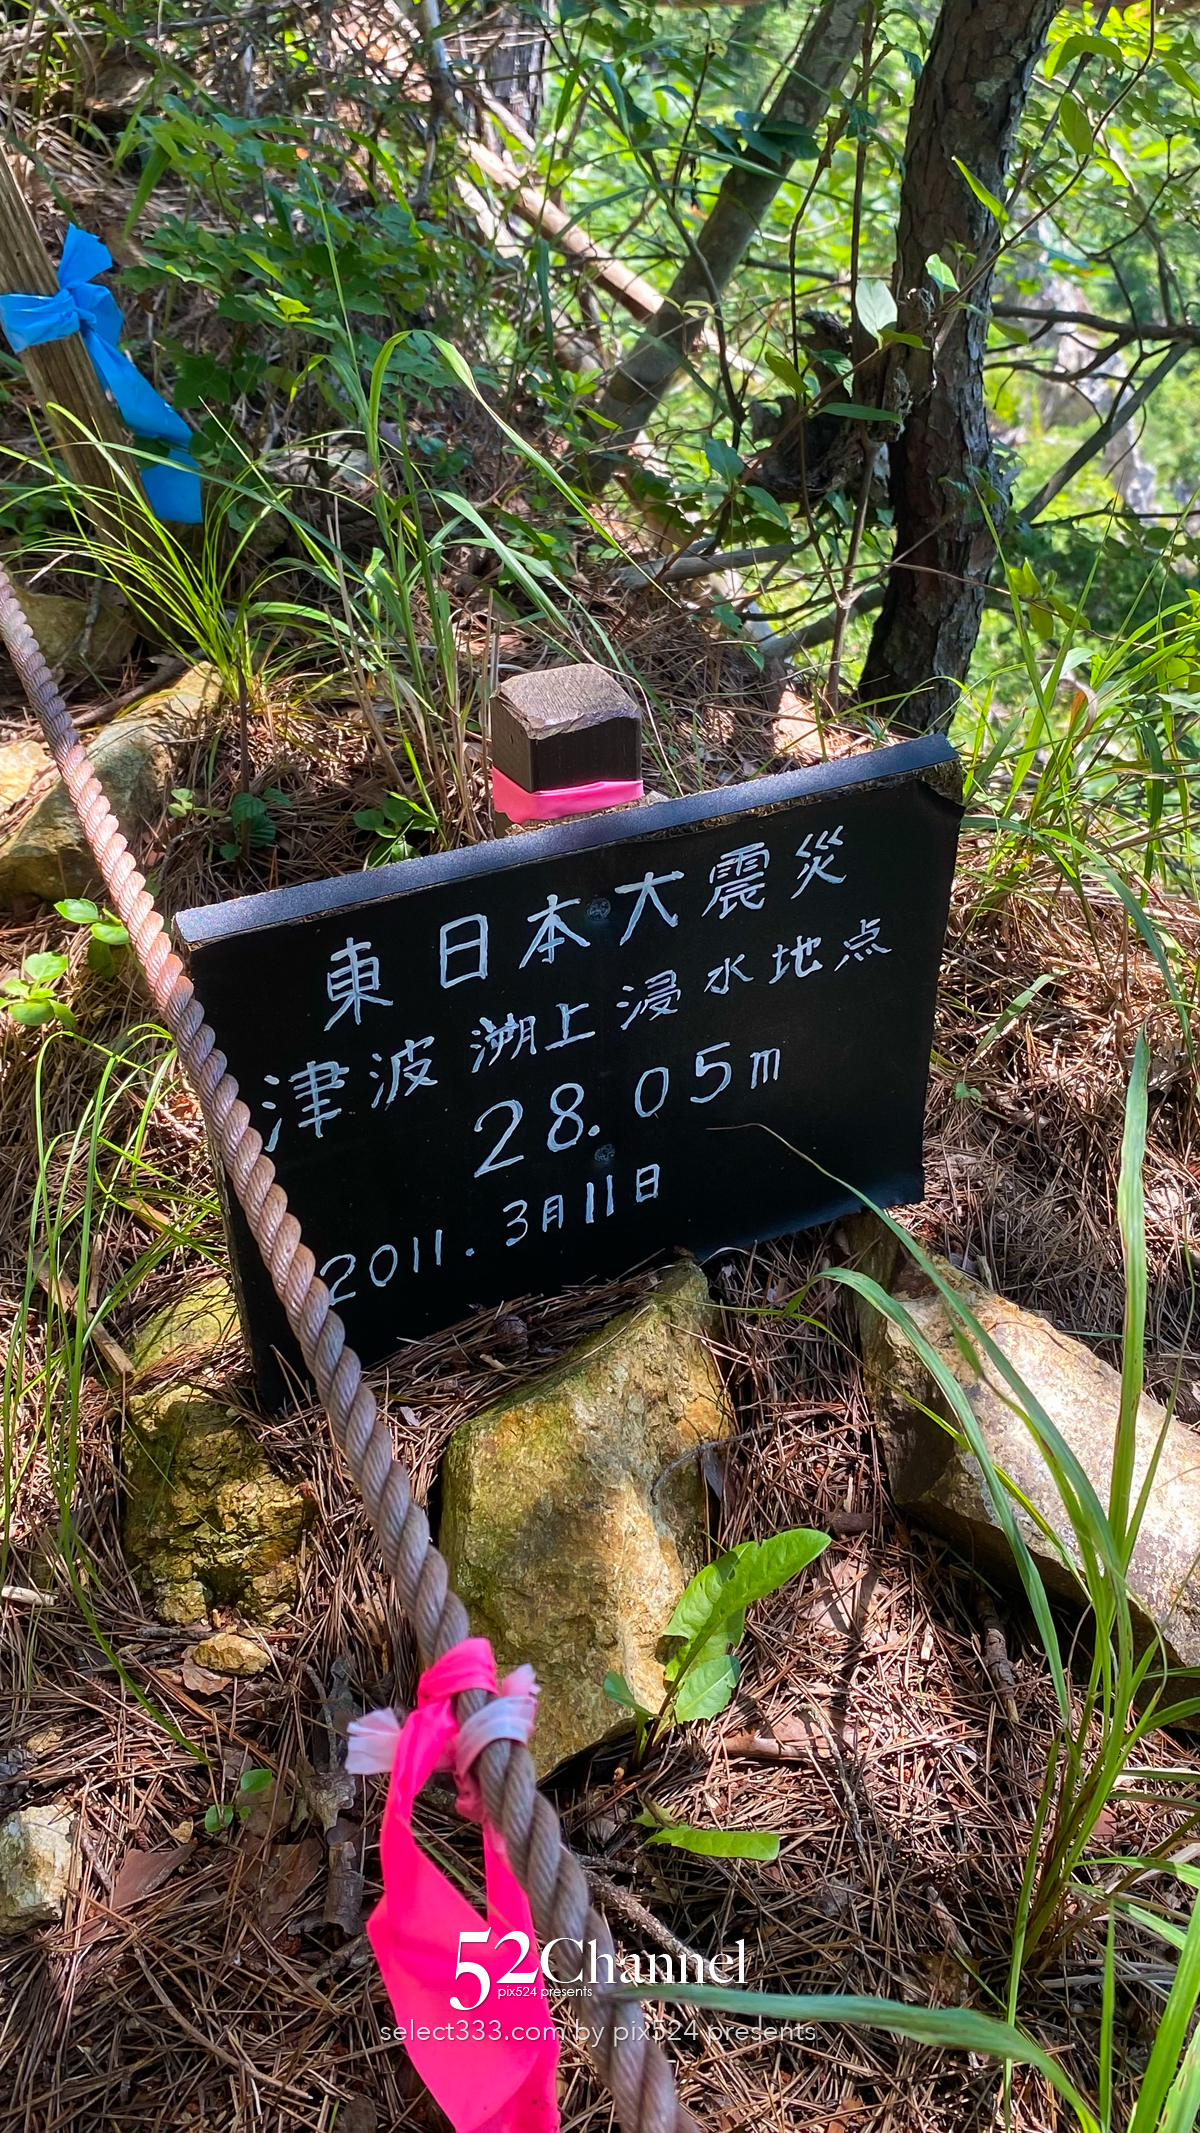 東日本大震災
津波溯上浸水地点
28.05m
2011.3月11日
52Channel
pix524 presents
select333.com by pix524 presents